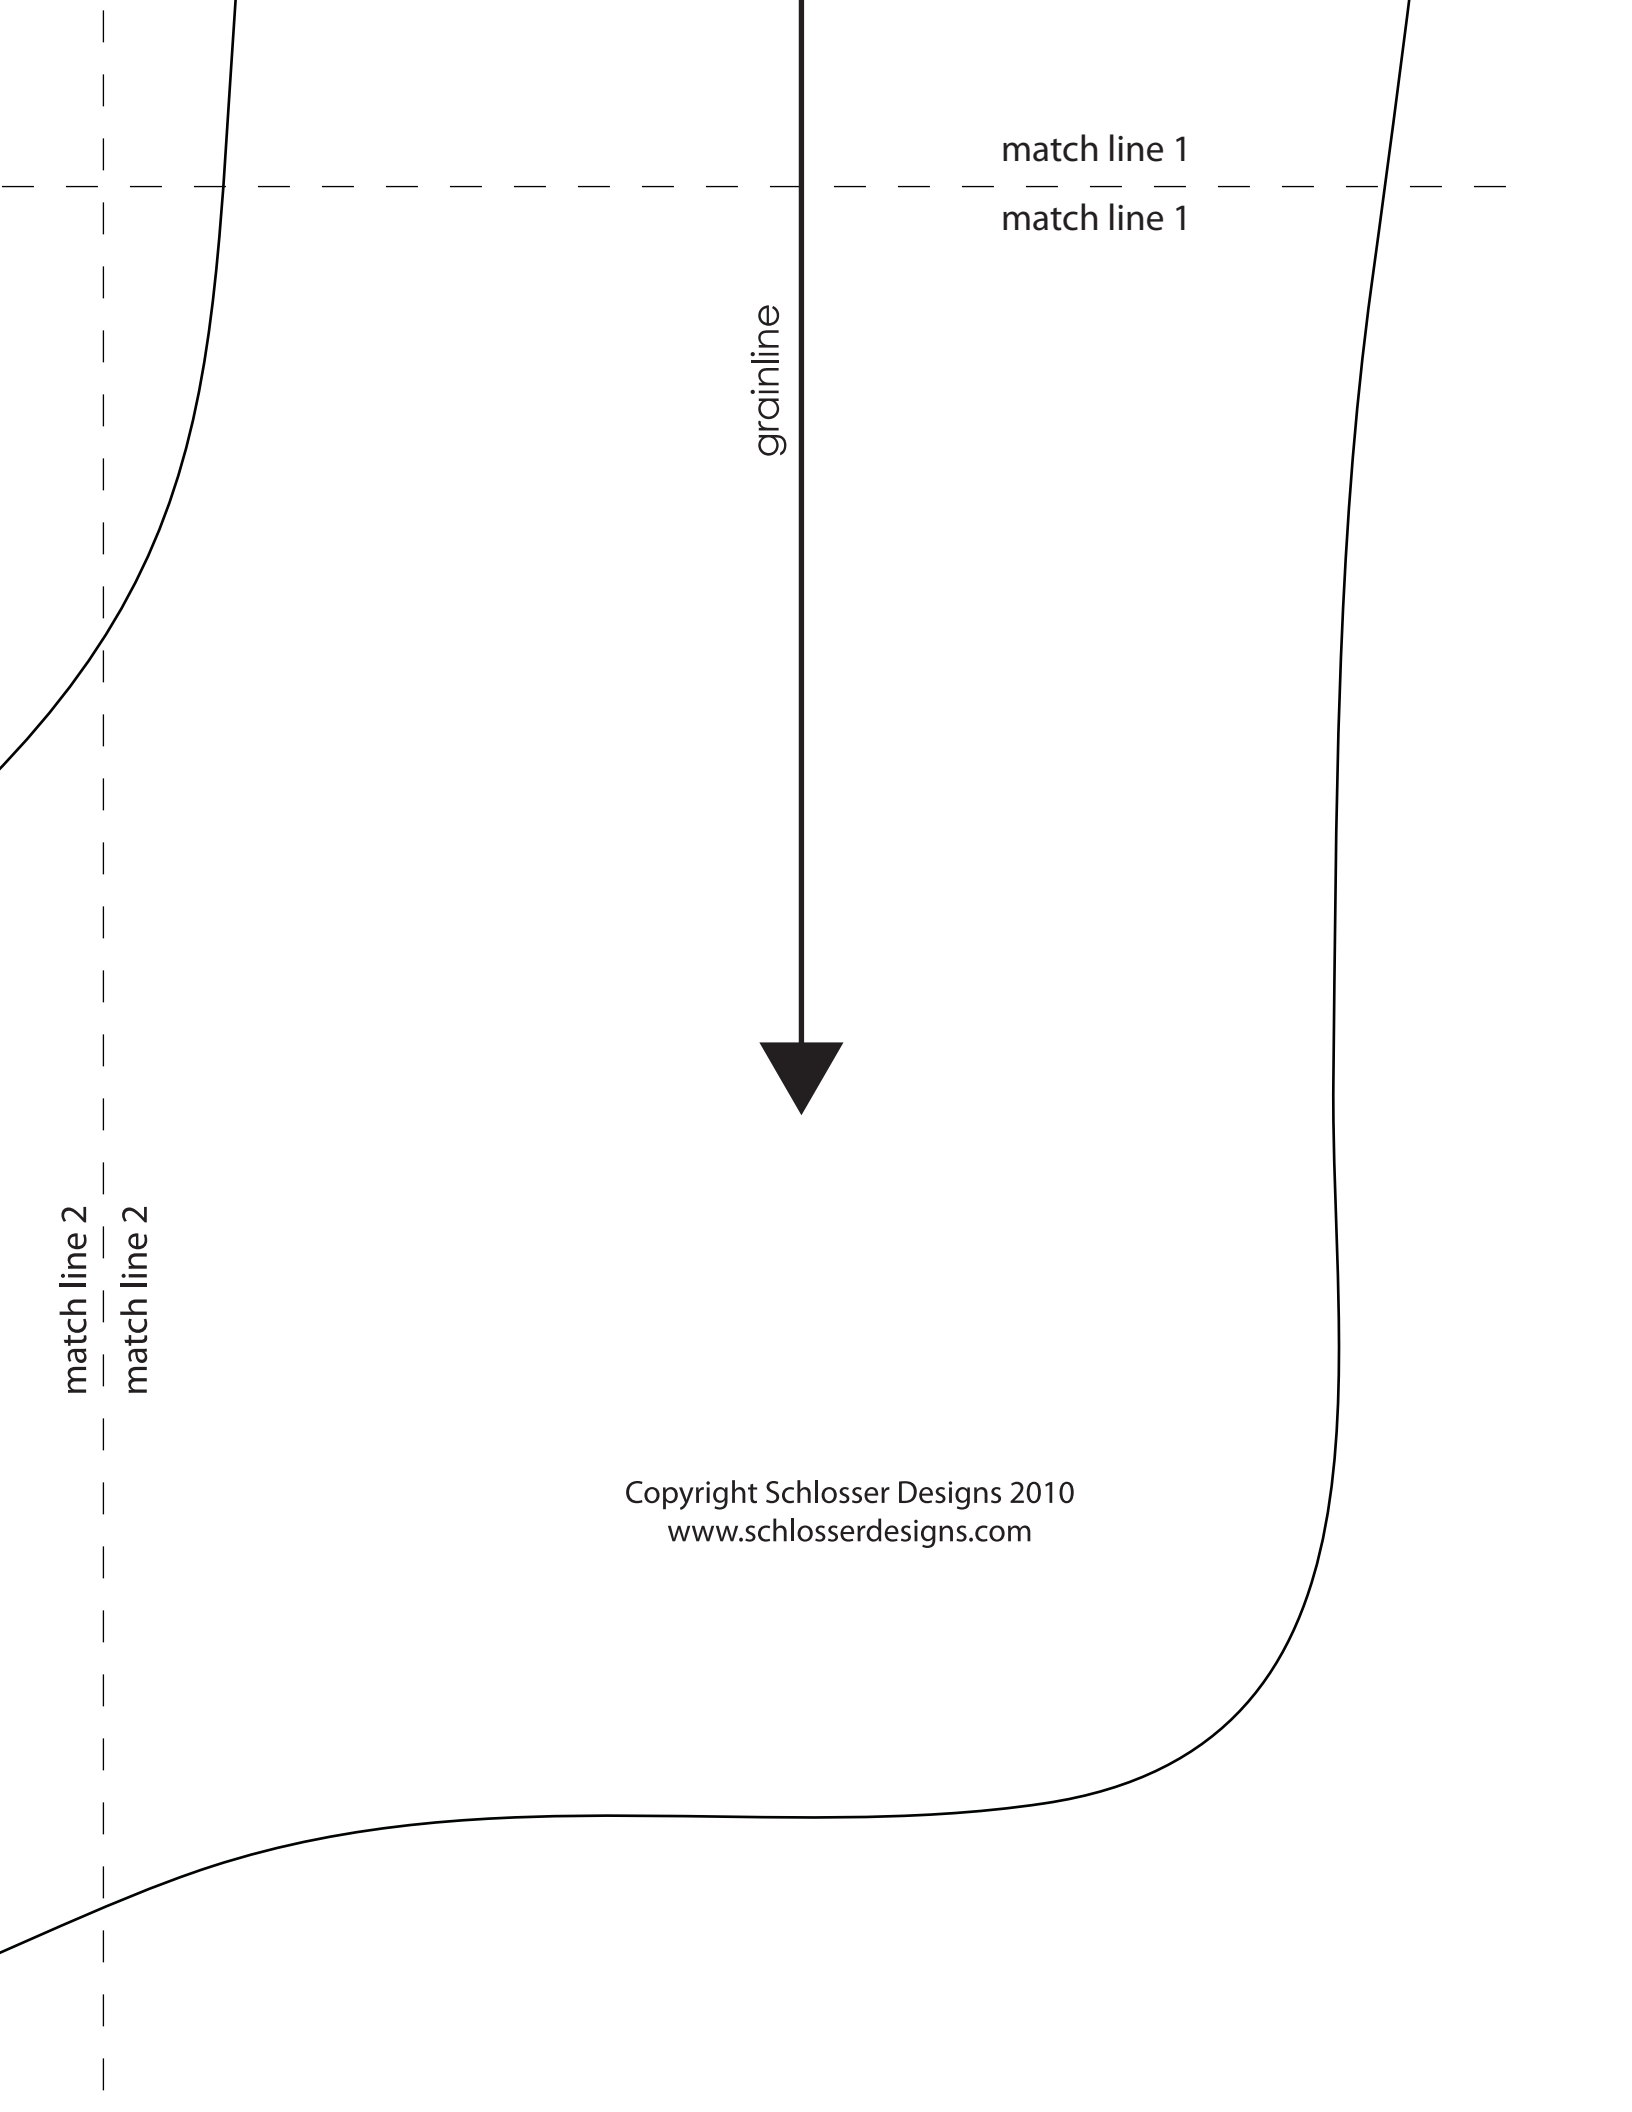 match line 1
match line 1
grainline
match line 2
match line 2
Copyright Schlosser Designs 2010
www.schlosserdesigns.com